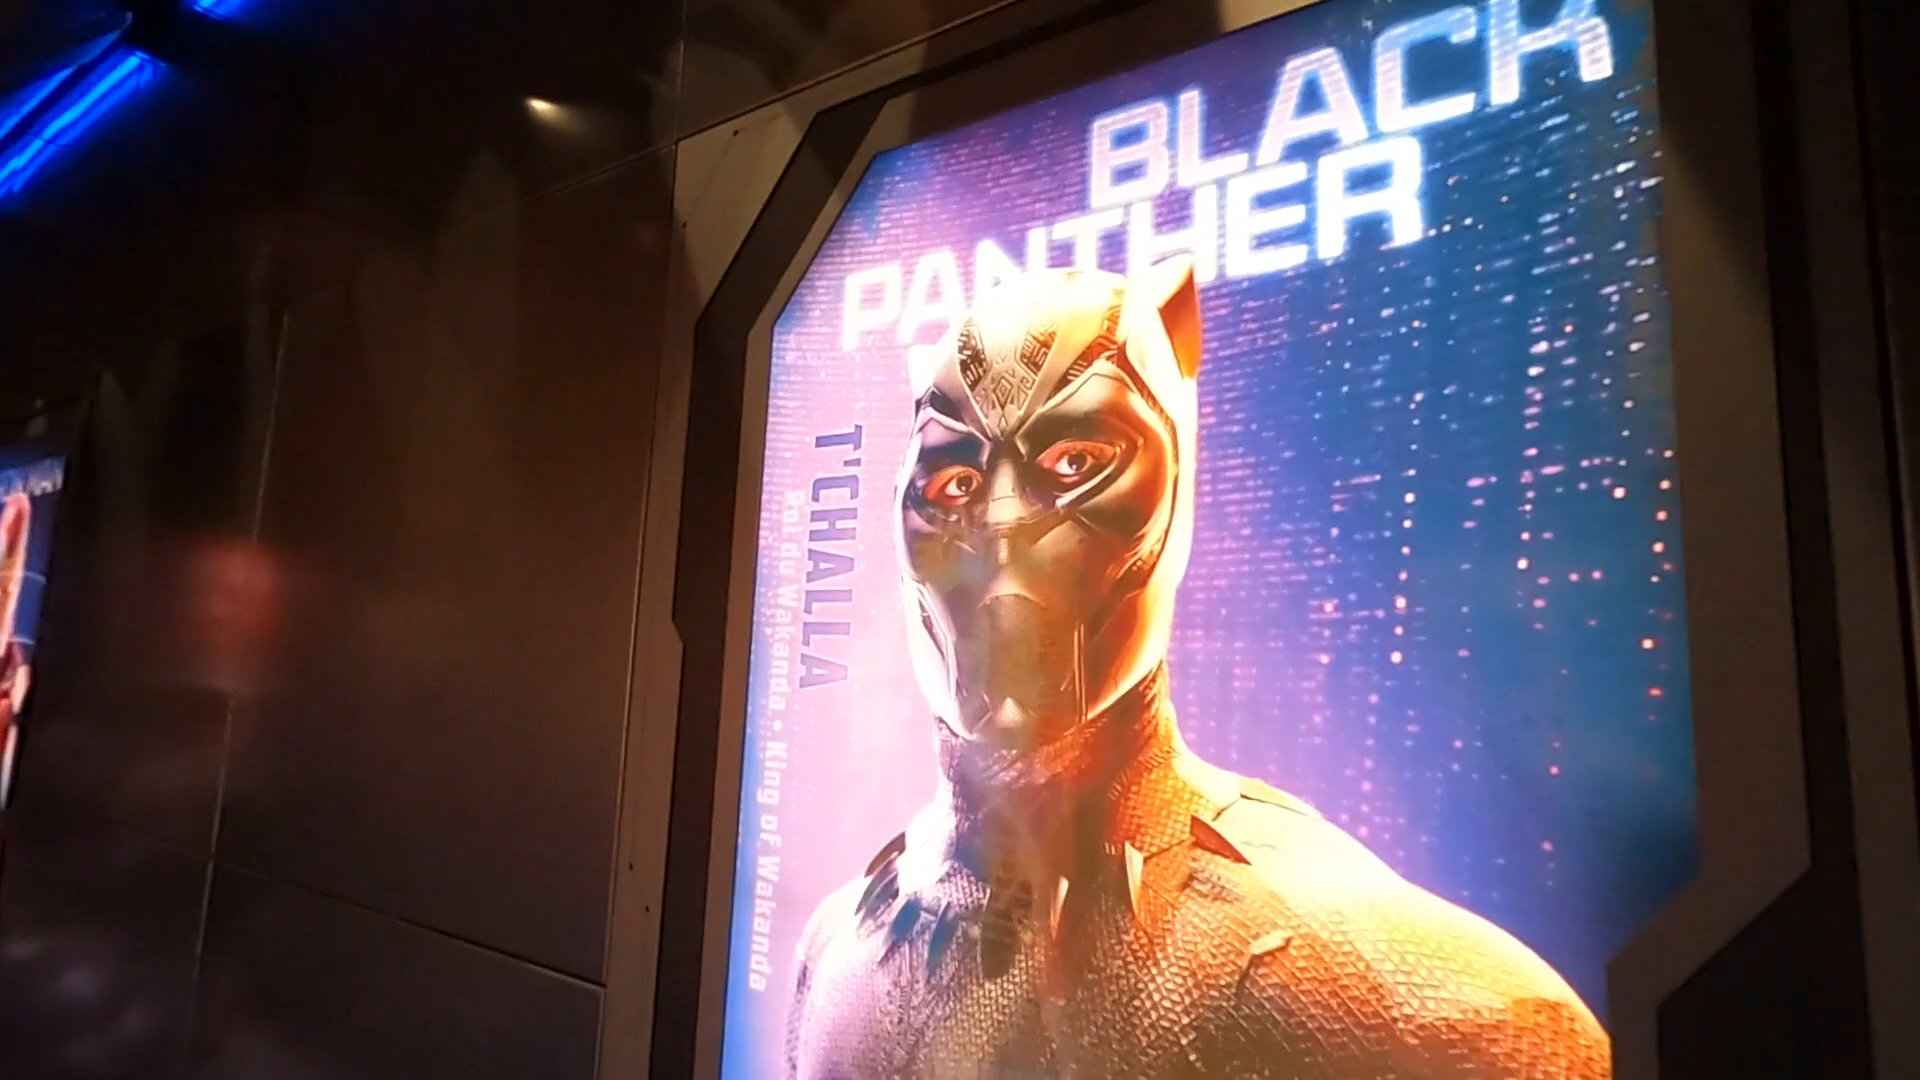 BLACK
PANTHER
T'CHALLA
Roi du Wakanda • King of Wakanda